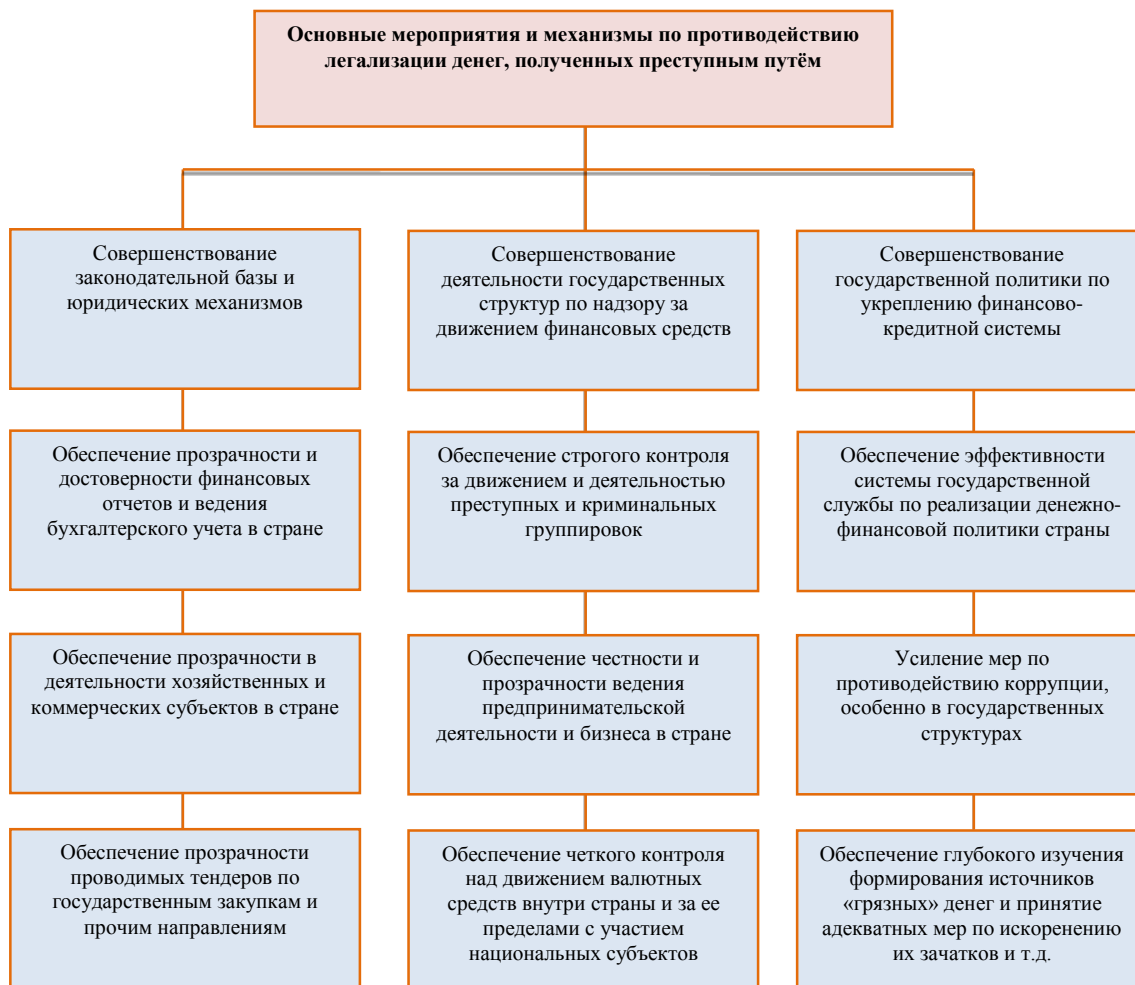 Основные мероприятия и механизмы по противодействию
легализации денег, полученных преступным путём
Совершенствование
законодательной базы и
юридических механизмов
Совершенствование
деятельности государственных
структур по надзору за
движением финансовых средств
Совершенствование
государственной политики по
укреплению финансово-
кредитной системы
Обеспечение прозрачности и
достоверности финансовых
отчетов и ведения
бухгалтерского учета в стране
Обеспечение строгого контроля
за движением и деятельностью
преступных и криминальных
группировок
Обеспечение эффективности
системы государственной
службы по реализации денежно-
финансовой политики страны
Обеспечение прозрачности в
деятельности хозяйственных и
коммерческих субъектов в стране
Обеспечение честности и
прозрачности ведения
предпринимательской
деятельности и бизнеса в стране
Усиление мер по
противодействию коррупции,
особенно в государственных
структурах
Обеспечение прозрачности
проводимых тендеров по
государственным закупкам и
прочим направлениям
Обеспечение четкого контроля
над движением валютных
средств внутри страны и за ее
пределами с участием
национальных субъектов
Обеспечение глубокого изучения
формирования источников
«грязных» денег и принятие
адекватных мер по искоренению
их зачатков и т.д.